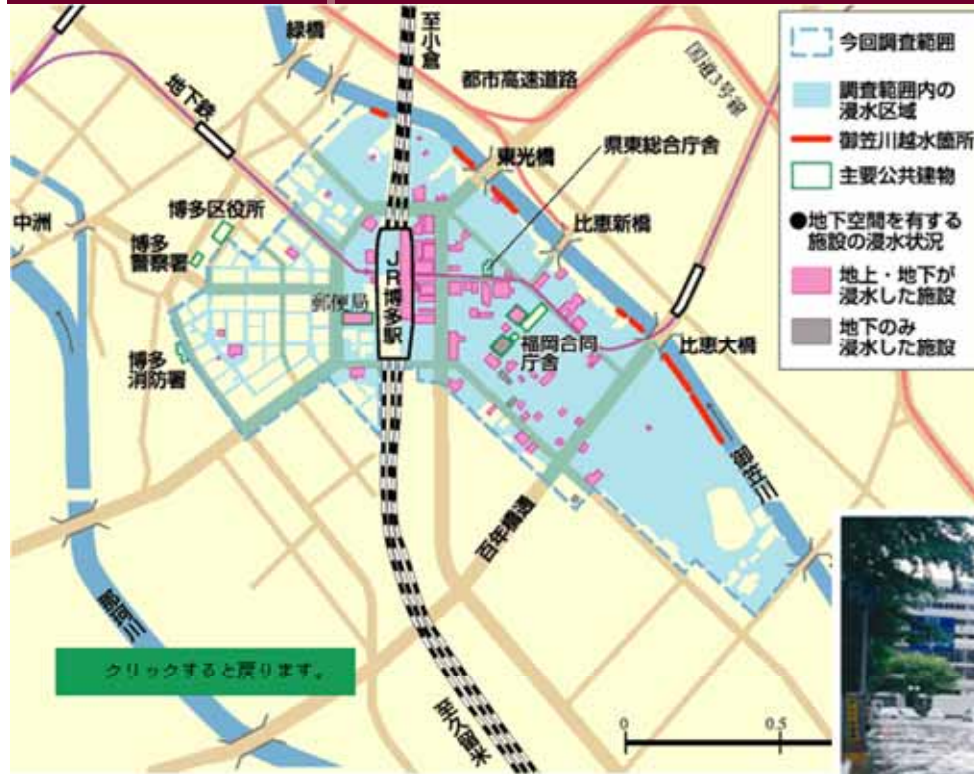 緑橋
至小倉
都市高速道路
国道3号線
地下鉄
東光橋
県東総合庁舎
中洲
博多区役所
比恵新橋
博多
警察署
郵便局
JR博多駅
福岡合同
庁舎
比恵大橋
博多
消防署
御笠川
百年橋通
那珂川
至久留米
クリックすると戻ります。
0
0.5
今回調査範囲
調査範囲内の
浸水区域
御笠川越水箇所
主要公共建物
●地下空間を有する
施設の浸水状況
地上・地下が
浸水した施設
地下のみ
浸水した施設